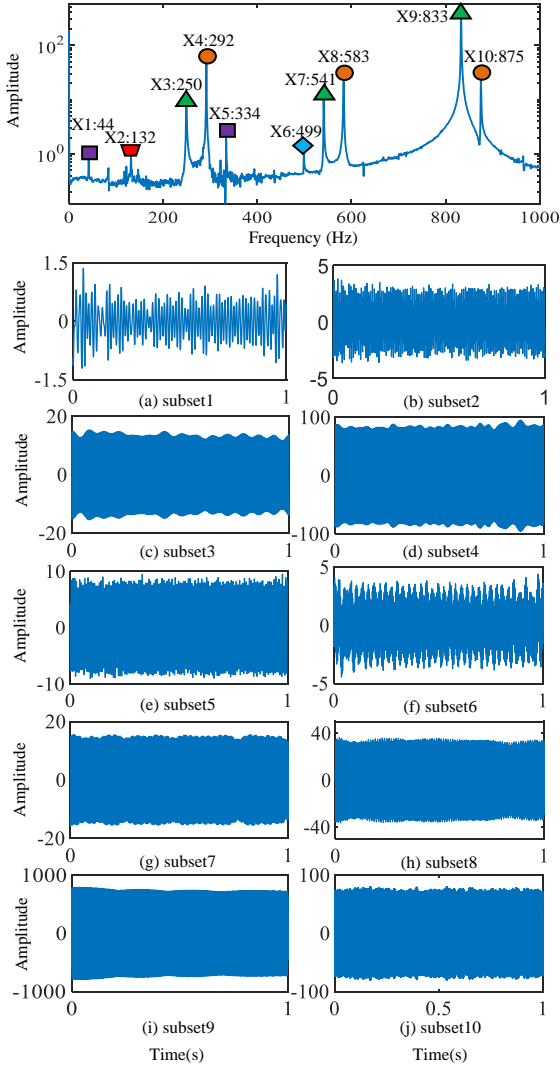 Amplitude
10²
10⁰
X1:44
X2:132
X3:250
X4:292
X5:334
X6:499
X7:541
X8:583
X9:833
X10:875
0 200 400 600 800 1000
Frequency (Hz)
Amplitude
1.5
0
-1.5
0 1
(a) subset1
5
0
-5
0 1
(b) subset2
Amplitude
20
0
-20
0 1
(c) subset3
100
0
-100
0 1
(d) subset4
Amplitude
10
0
-10
0 1
(e) subset5
5
0
-5
0 1
(f) subset6
Amplitude
20
0
-20
0 1
(g) subset7
40
0
-40
0 1
(h) subset8
Amplitude
1000
0
-1000
0 1
(i) subset9
Time(s)
100
0
-100
0 0.5 1
(j) subset10
Time(s)